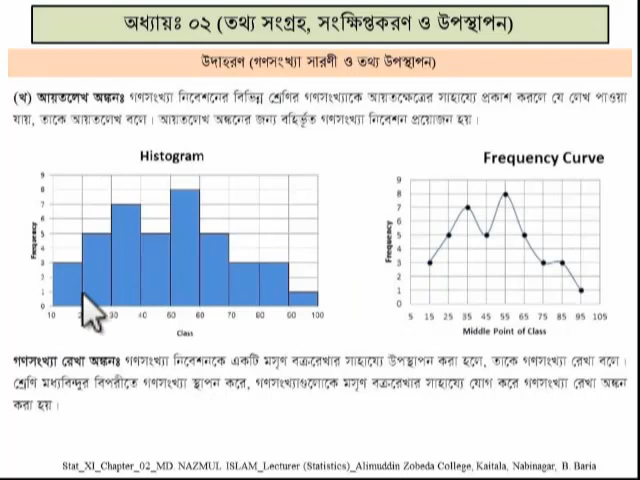 অধ্যায়ঃ ০২ (তথ্য সংগ্রহ, সংক্ষিপ্তকরণ ও উপস্থাপন)
উদাহরণ (গণসংখ্যা সারণী ও তথ্য উপস্থাপন)
(খ) আয়তলেখ অঙ্কনঃ গণসংখ্যা নিবেশনের বিভিন্ন শ্রেণির গণসংখ্যাকে আয়তক্ষেত্রের সাহায্যে প্রকাশ করলে যে লেখ পাওয়া
যায়, তাকে আয়তলেখ বলে। আয়তলেখ অঙ্কনের জন্য বহির্ভূত গণসংখ্যা নিবেশন প্রয়োজন হয়।
Histogram
Frequency
9
8
7
6
5
4
3
2
1
0
10 30 40 60 70 80 90 100
Class
Frequency Curve
Frequency
9
8
7
6
5
4
3
2
1
0
5 15 25 35 45 55 65 75 85 95 105
Middle Point of Class
গণসংখ্যা রেখা অঙ্কনঃ গণসংখ্যা নিবেশনকে একটি মসৃণ বক্ররেখার সাহায্যে উপস্থাপন করা হলে, তাকে গণসংখ্যা রেখা বলে।
শ্রেণি মধ্যবিন্দুর বিপরীতে গণসংখ্যা স্থাপন করে, গণসংখ্যাগুলোকে মসৃণ বক্ররেখার সাহায্যে যোগ করে গণসংখ্যা রেখা অঙ্কন
করা হয়।
Stat_XI_Chapter_02_MD. NAZMUL ISLAM_Lecturer (Statistics)_Alimuddin Zobeda College, Kaitala, Nabinagar, B. Baria